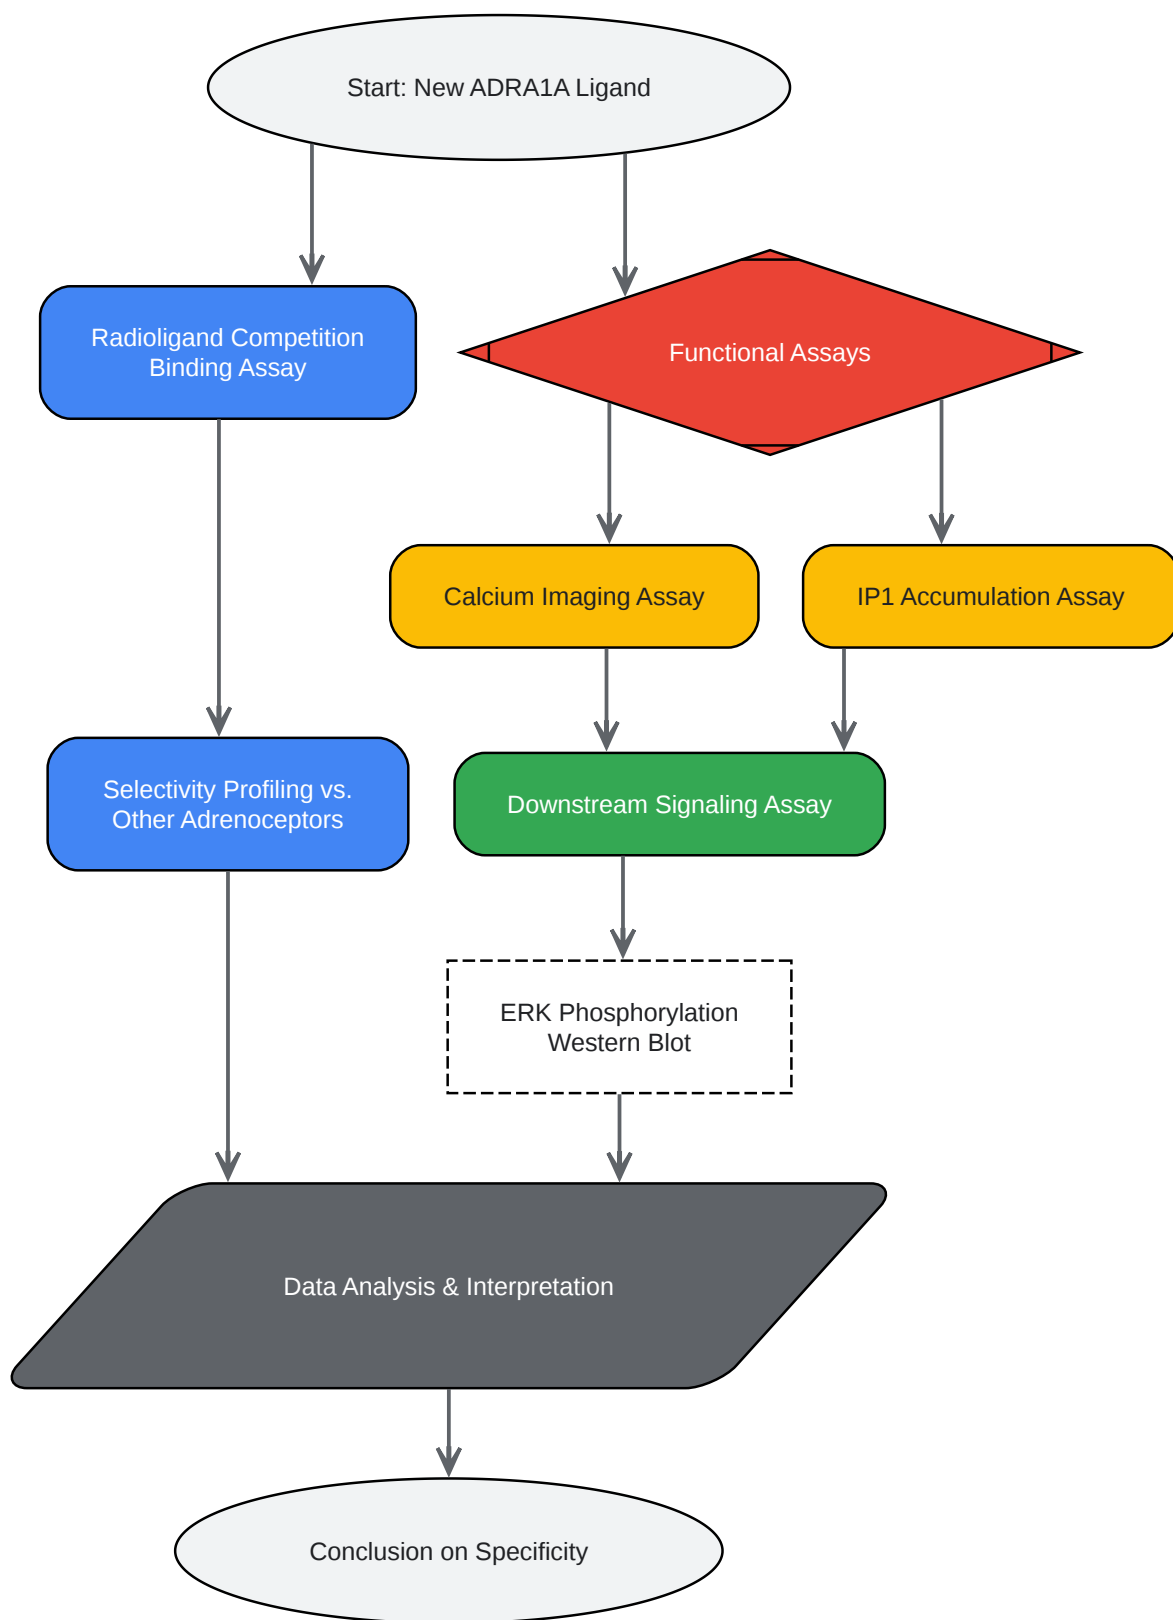 Start: New ADRA1A Ligand
Radioligand Competition
Binding Assay
Functional Assays
Calcium Imaging Assay
IP1 Accumulation Assay
Selectivity Profiling vs.
Other Adrenoceptors
Downstream Signaling Assay
ERK Phosphorylation
Western Blot
Data Analysis & Interpretation
Conclusion on Specificity